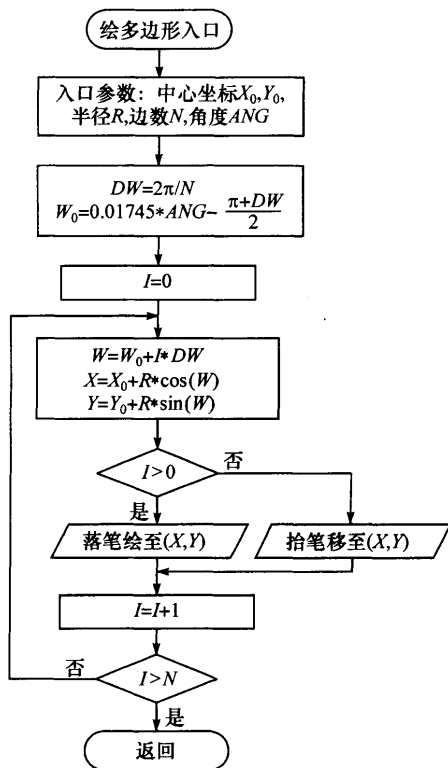 绘多边形入口
入口参数：中心坐标X₀,Y₀,
半径R,边数N,角度ANG
DW=2π/N
W₀=0.01745*ANG- (π+DW)/2
I=0
W=W₀+I*DW
X=X₀+R*cos(W)
Y=Y₀+R*sin(W)
I>0
否
是
落笔绘至(X,Y)
抬笔移至(X,Y)
I=I+1
否
I>N
是
返回